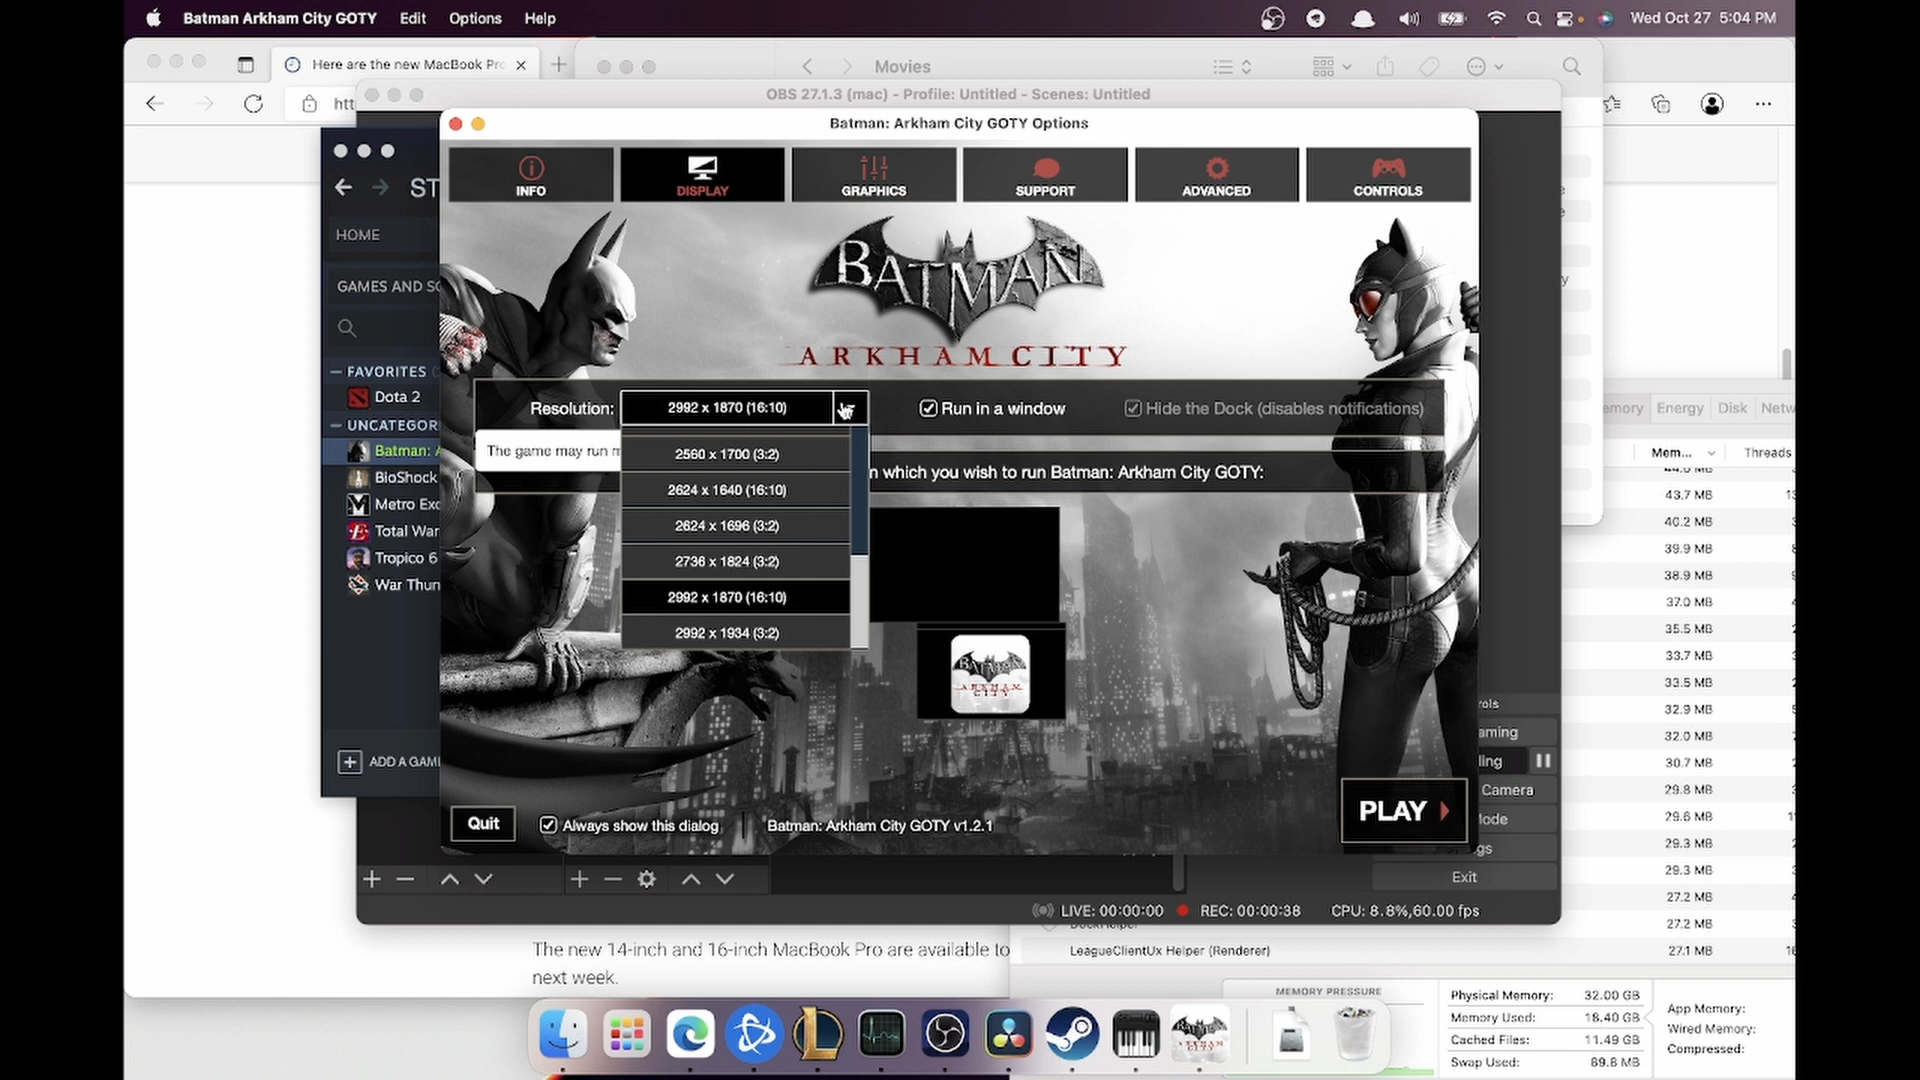 Batman Arkham City GOTY Edit Options Help
Wed Oct 27 5:04 PM
Here are the new MacBook Pro
Movies
htt
OBS 27.1.3 (mac) - Profile: Untitled - Scenes: Untitled
Batman: Arkham City GOTY Options
INFO DISPLAY GRAPHICS SUPPORT ADVANCED CONTROLS
ST
HOME
GAMES AND SO
FAVORITES
Dota 2
UNCATEGOR
Batman: A
BioShock
Metro Exo
Total War
Tropico 6
War Thun
ADD A GAME
BATMAN
ARKHAM CITY
Resolution: 2992 x 1870 (16:10)
Run in a window
Hide the Dock (disables notifications)
The game may run m
n which you wish to run Batman: Arkham City GOTY:
2560 x 1700 (3:2)
2624 x 1640 (16:10)
2624 x 1696 (3:2)
2736 x 1824 (3:2)
2992 x 1870 (16:10)
2992 x 1934 (3:2)
BATMAN
ARKHAM CITY
Quit
Always show this dialog
Batman: Arkham City GOTY v1.2.1
PLAY
emory Energy Disk Netw
Mem... Threads
43.7 MB
40.2 MB
39.9 MB
38.9 MB
37.0 MB
35.5 MB
33.7 MB
33.5 MB
32.9 MB
32.0 MB
30.7 MB
29.8 MB
29.6 MB
29.3 MB
29.3 MB
27.2 MB
27.2 MB
LeagueClientUx Helper (Renderer) 27.1 MB
rols
aming
ding
Camera
Mode
gs
Exit
LIVE: 00:00:00 REC: 00:00:38 CPU: 8.8%,60.00 fps
The new 14-inch and 16-inch MacBook Pro are available to
next week.
MEMORY PRESSURE
Physical Memory: 32.00 GB
Memory Used: 18.40 GB
Cached Files: 11.49 GB
Swap Used: 89.8 MB
App Memory:
Wired Memory:
Compressed: